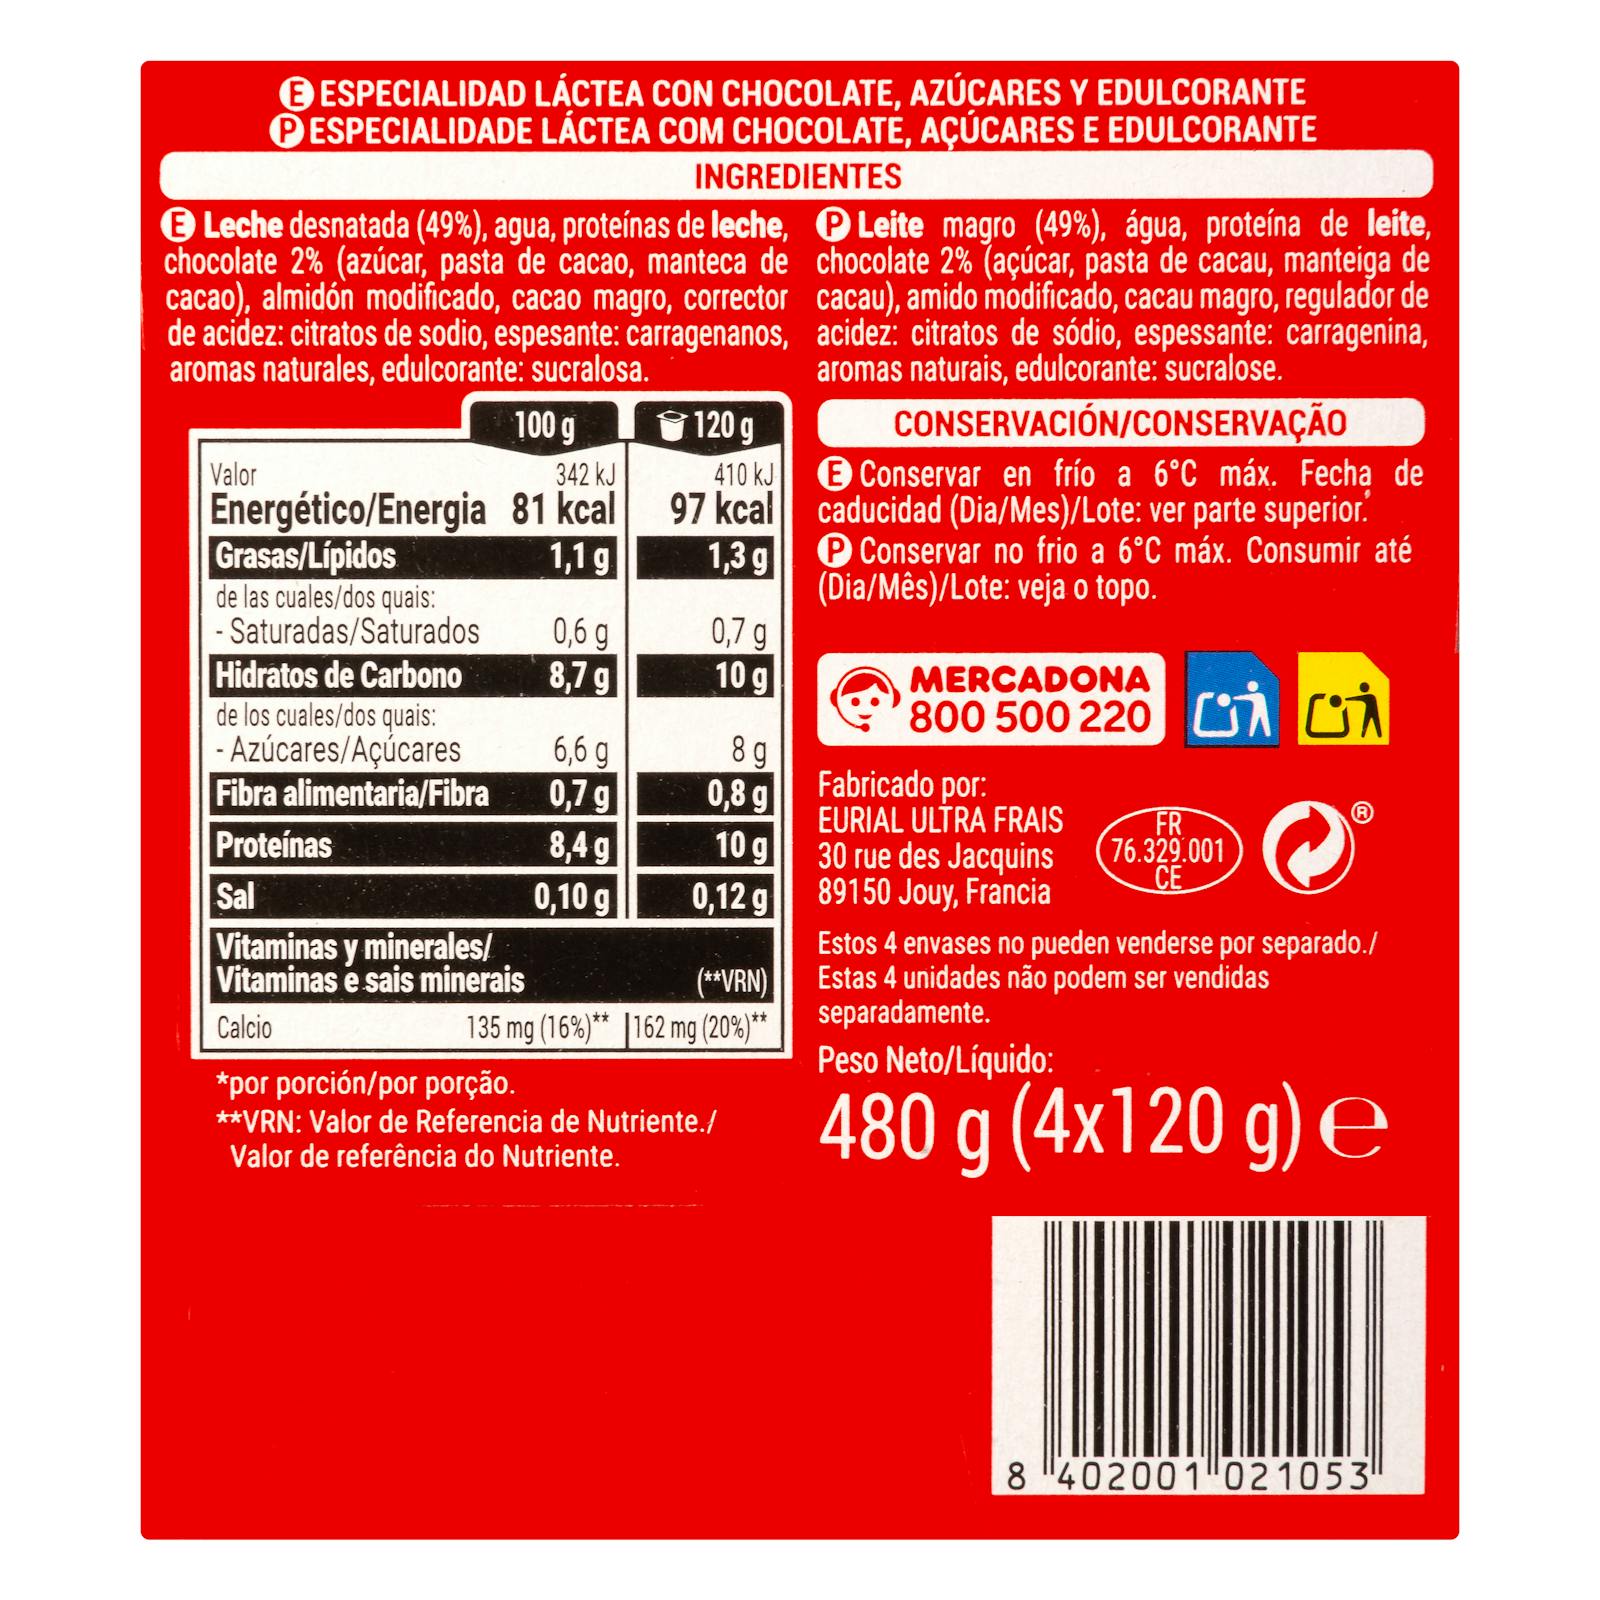 E ESPECIALIDAD LÁCTEA CON CHOCOLATE, AZÚCARES Y EDULCORANTE
P ESPECIALIDADE LÁCTEA COM CHOCOLATE, AÇÚCARES E EDULCORANTE
INGREDIENTES
E Leche desnatada (49%), agua, proteínas de leche,
chocolate 2% (azúcar, pasta de cacao, manteca de
cacao), almidón modificado, cacao magro, corrector
de acidez: citratos de sodio, espesante: carragenanos,
aromas naturales, edulcorante: sucralosa.
P Leite magro (49%), água, proteína de leite,
chocolate 2% (açúcar, pasta de cacau, manteiga de
cacau), amido modificado, cacau magro, regulador de
acidez: citratos de sódio, espessante: carragenina,
aromas naturais, edulcorante: sucralose.
100 g 120 g
Valor 342 kJ 410 kJ
Energético/Energia 81 kcal 97 kcal
Grasas/Lípidos 1,1 g 1,3 g
de las cuales/dos quais:
- Saturadas/Saturados 0,6 g 0,7 g
Hidratos de Carbono 8,7 g 10 g
de los cuales/dos quais:
- Azúcares/Açúcares 6,6 g 8 g
Fibra alimentaria/Fibra 0,7 g 0,8 g
Proteínas 8,4 g 10 g
Sal 0,10 g 0,12 g
Vitaminas y minerales/
Vitaminas e sais minerais (**VRN)
Calcio 135 mg (16%)** 162 mg (20%)**
*por porción/por porção.
**VRN: Valor de Referencia de Nutriente./
Valor de referência do Nutriente.
CONSERVACIÓN/CONSERVAÇÃO
E Conservar en frío a 6°C máx. Fecha de
caducidad (Dia/Mes)/Lote: ver parte superior.
P Conservar no frio a 6°C máx. Consumir até
(Dia/Mês)/Lote: veja o topo.
MERCADONA
800 500 220
Fabricado por:
EURIAL ULTRA FRAIS
30 rue des Jacquins
89150 Jouy, Francia
FR
76.329.001
CE
®
Estos 4 envases no pueden venderse por separado./
Estas 4 unidades não podem ser vendidas
separadamente.
Peso Neto/Líquido:
480 g (4x120 g) e
8 402001 021053